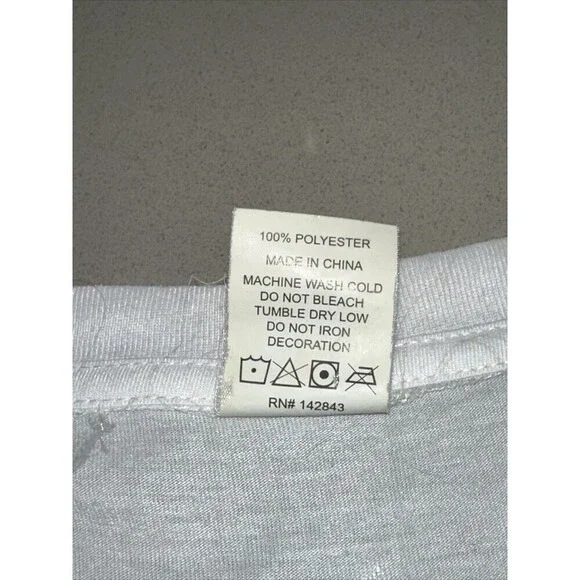 100% POLYESTER
MADE IN CHINA
MACHINE WASH COLD
DO NOT BLEACH
TUMBLE DRY LOW
DO NOT IRON
DECORATION
RN# 142843